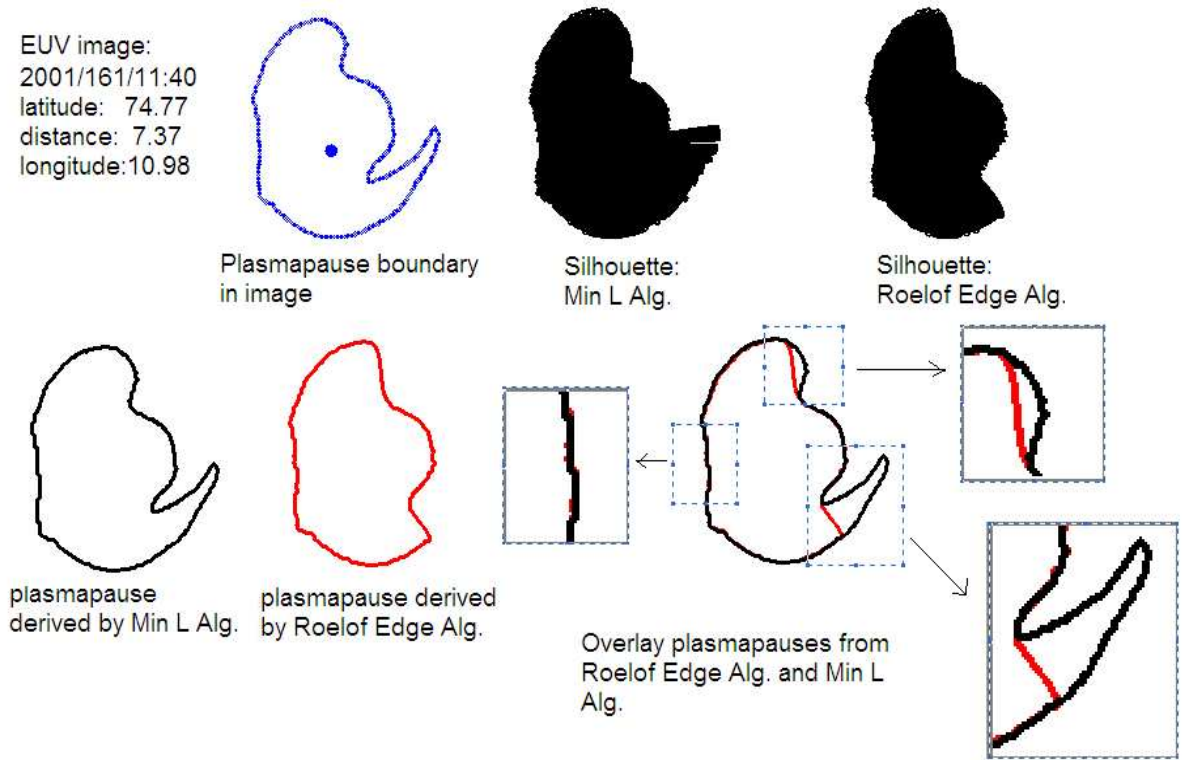 EUV image:
2001/161/11:40
latitude: 74.77
distance: 7.37
longitude:10.98
Plasmapause boundary
in image
Silhouette:
Min L Alg.
Silhouette:
Roelof Edge Alg.
plasmapause
derived by Min L Alg.
plasmapause derived
by Roelof Edge Alg.
Overlay plasmapauses from
Roelof Edge Alg. and Min L
Alg.